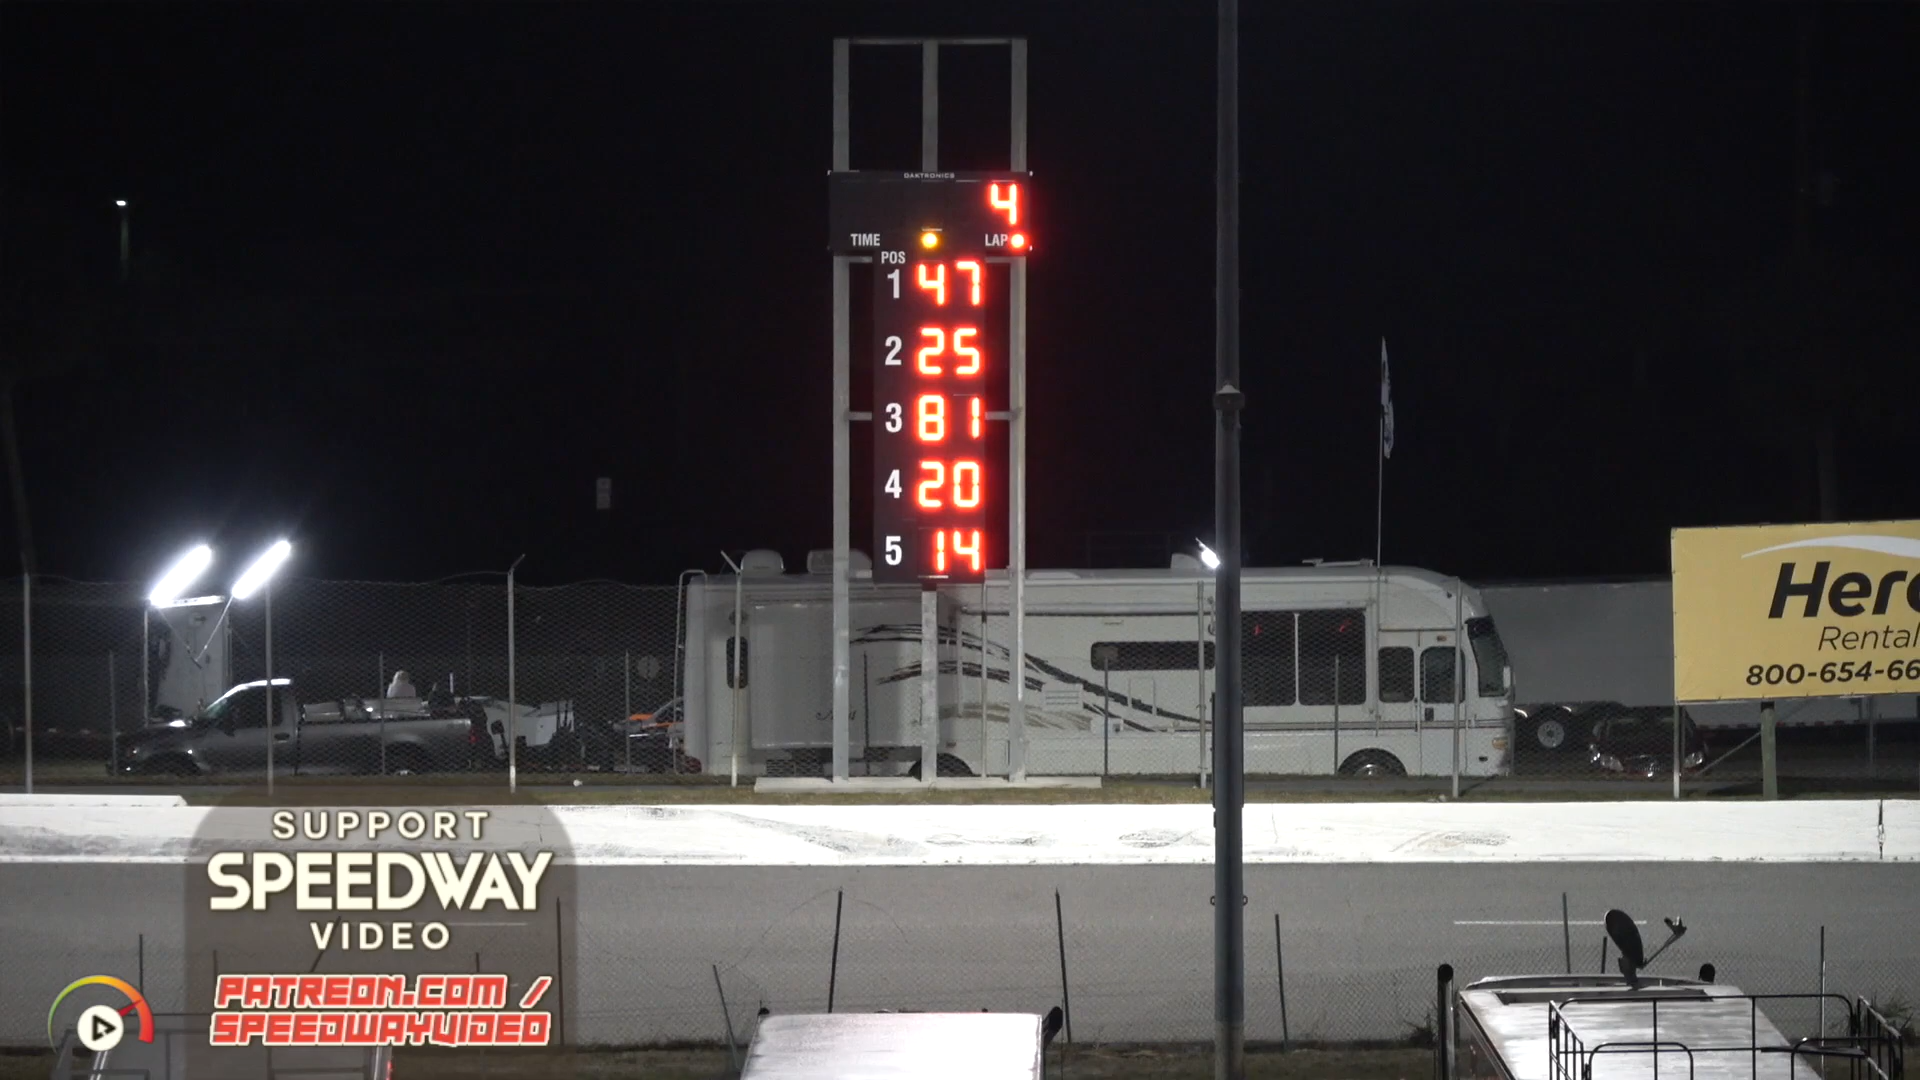 DAKTRONICS
4
TIME LAP
POS
1 47
2 25
3 81
4 20
5 14
Herc
Rental
800-654-66
SUPPORT
SPEEDWAY
VIDEO
PATREON.COM /
SPEEDWAYVIDEO